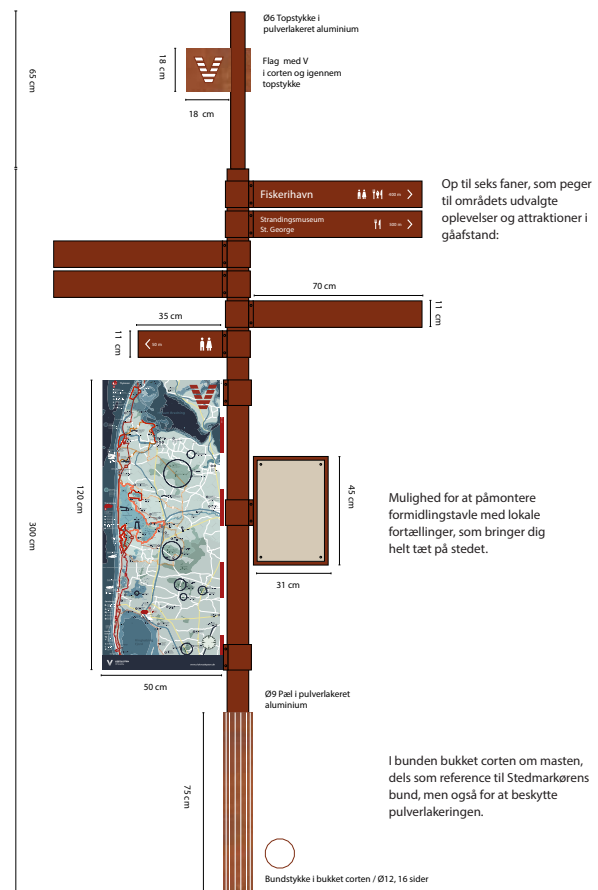 Ø6 Topstykke i
pulverlakeret aluminium
65 cm
18 cm
Flag med V
i corten og igennem
topstykke
18 cm
Fiskerihavn
400 m
Strandingsmuseum
St. George
500 m
Op til seks faner, som peger
til områdets udvalgte
oplevelser og attraktioner i
gåafstand:
70 cm
11 cm
35 cm
11 cm
50 m
120 cm
300 cm
45 cm
Mulighed for at påmontere
formidlingstavle med lokale
fortællinger, som bringer dig
helt tæt på stedet.
31 cm
50 cm
Ø9 Pæl i pulverlakeret
aluminium
75 cm
I bunden bukket corten om masten,
dels som reference til Stedmarkørens
bund, men også for at beskytte
pulverlakeringen.
Bundstykke i bukket corten / Ø12, 16 sider